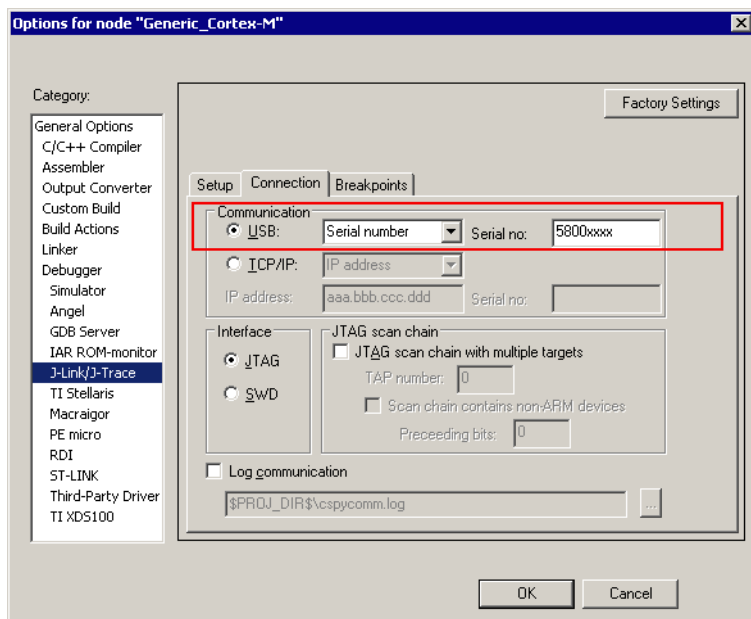 Options for node "Generic_Cortex-M"
Category:
Factory Settings
General Options
C/C++ Compiler
Assembler
Output Converter
Custom Build
Build Actions
Linker
Debugger
Simulator
Angel
GDB Server
IAR ROM-monitor
J-Link/J-Trace
TI Stellaris
Macraigor
PE micro
RDI
ST-LINK
Third-Party Driver
TI XDS100
Setup Connection Breakpoints
Communication
USB: Serial number Serial no: 5800xxxx
TCP/IP: IP address
IP address: aaa.bbb.ccc.ddd Serial no:
Interface
JTAG
SWD
JTAG scan chain
JTAG scan chain with multiple targets
TAP number: 0
Scan chain contains non-ARM devices
Preceeding bits: 0
Log communication
$PROJ_DIR$\cspycomm.log ...
OK Cancel